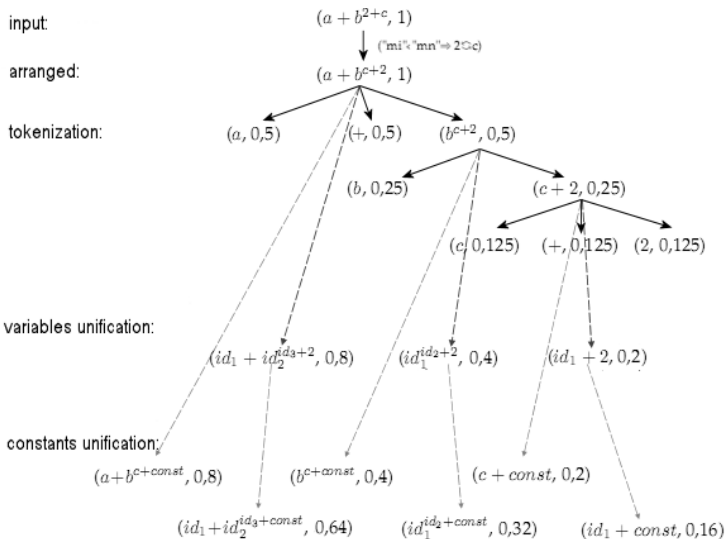 input: (a + b^{2+c}, 1)
("mi"<"mn"⇒ 2⇆c)
arranged: (a + b^{c+2}, 1)
tokenization: (a, 0,5) (+, 0,5) (b^{c+2}, 0,5)
(b, 0,25) (c + 2, 0,25)
(c, 0,125) (+, 0,125) (2, 0,125)
variables unification:
(id_1 + id_2^{id_3+2}, 0,8) (id_1^{id_2+2}, 0,4) (id_1 + 2, 0,2)
constants unification:
(a+b^{c+const}, 0,8) (b^{c+const}, 0,4) (c + const, 0,2)
(id_1+id_2^{id_3+const}, 0,64) (id_1^{id_2+const}, 0,32) (id_1 + const, 0,16)